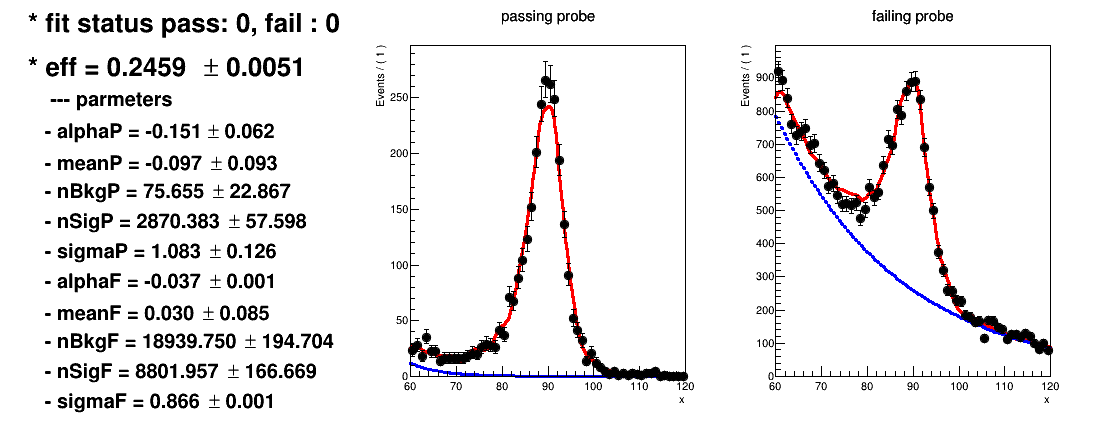 * fit status pass: 0, fail : 0
* eff = 0.2459 ± 0.0051
--- parmeters
- alphaP = -0.151 ± 0.062
- meanP = -0.097 ± 0.093
- nBkgP = 75.655 ± 22.867
- nSigP = 2870.383 ± 57.598
- sigmaP = 1.083 ± 0.126
- alphaF = -0.037 ± 0.001
- meanF = 0.030 ± 0.085
- nBkgF = 18939.750 ± 194.704
- nSigF = 8801.957 ± 166.669
- sigmaF = 0.866 ± 0.001
passing probe
Events / ( 1 )
250
200
150
100
50
0
60 70 80 90 100 110 120
x
failing probe
Events / ( 1 )
900
800
700
600
500
400
300
200
100
0
60 70 80 90 100 110 120
x